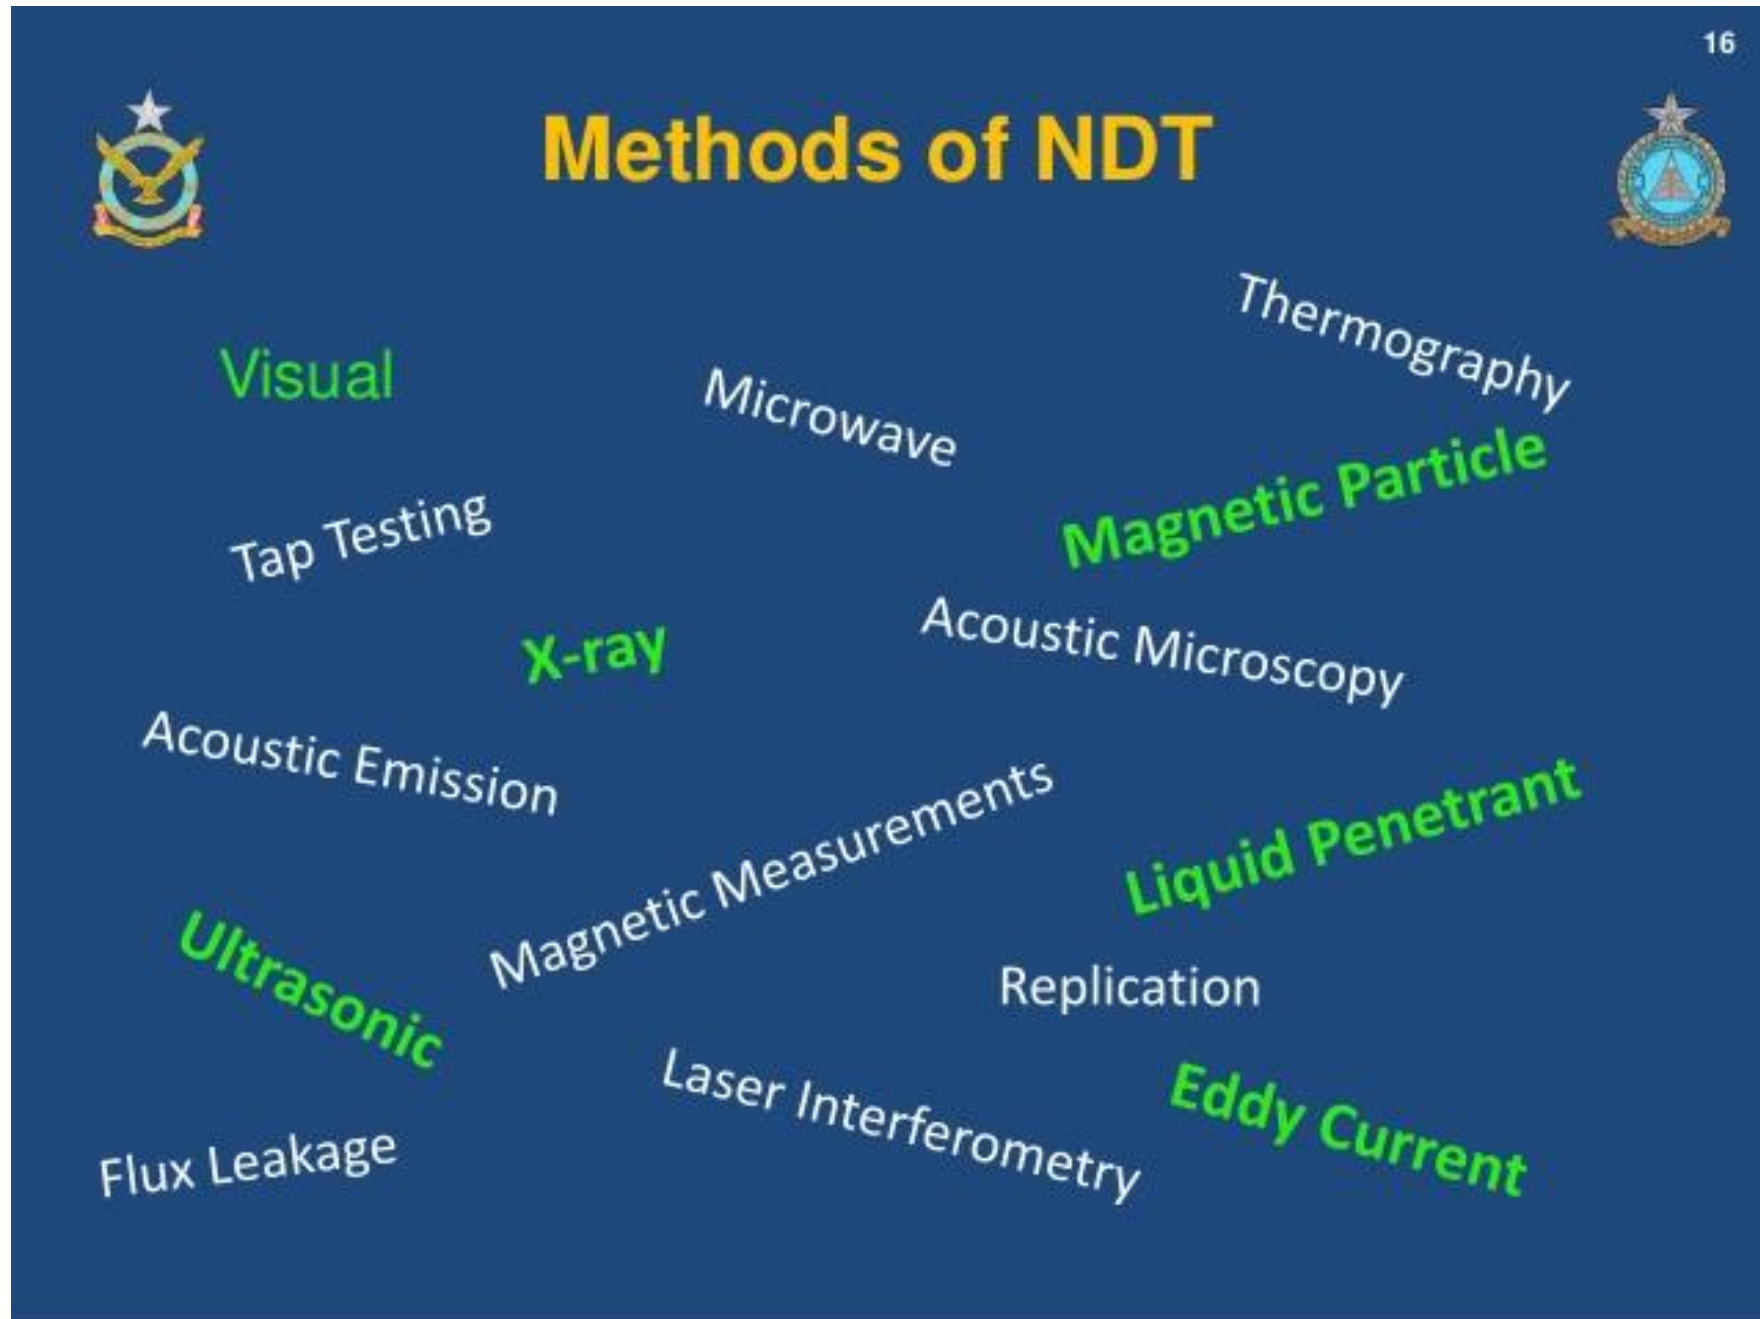 16
Methods of NDT
Thermography
Visual
Microwave
Magnetic Particle
Tap Testing
Acoustic Microscopy
X-ray
Acoustic Emission
Magnetic Measurements
Liquid Penetrant
Ultrasonic
Replication
Laser Interferometry
Eddy Current
Flux Leakage